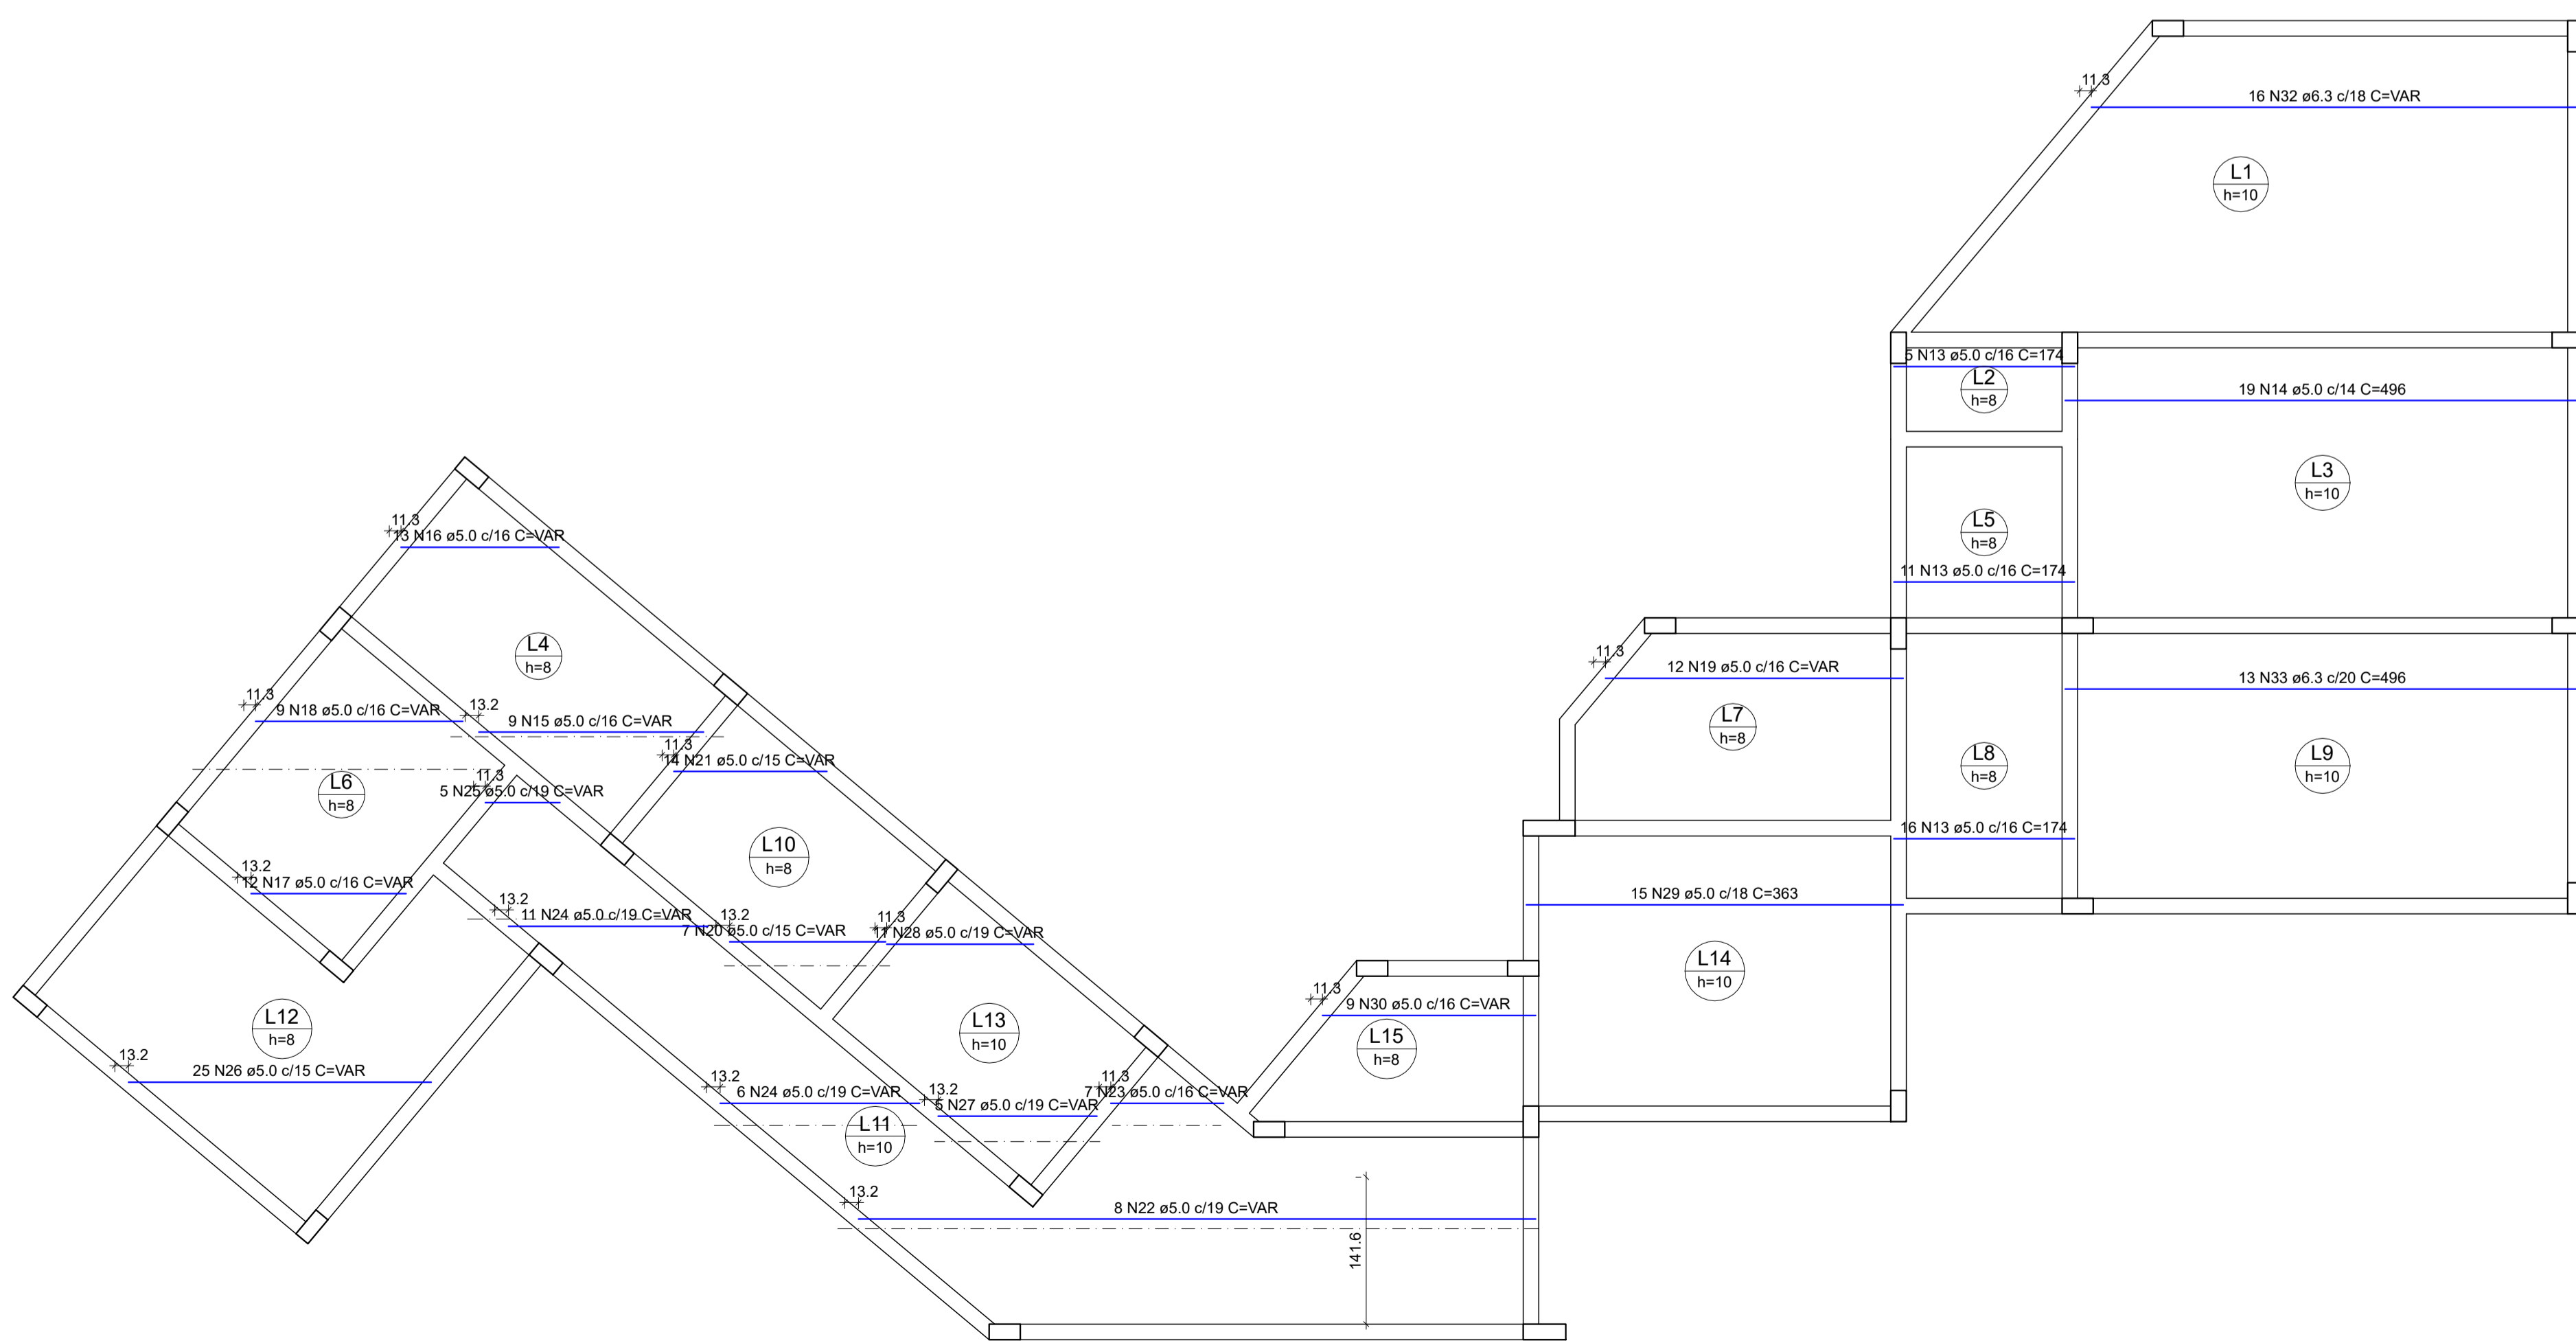 11.3
16 N32 ø6.3 c/18 C=VAR
L1
h=10
5 N13 ø5.0 c/16 C=174
L2
h=8
19 N14 ø5.0 c/14 C=496
L3
h=10
L5
h=8
11 N13 ø5.0 c/16 C=174
11.3
13 N16 ø5.0 c/16 C=VAR
L4
h=8
11.3
12 N19 ø5.0 c/16 C=VAR
L7
h=8
13 N33 ø6.3 c/20 C=496
L8
h=8
L9
h=10
16 N13 ø5.0 c/16 C=174
11.3
9 N18 ø5.0 c/16 C=VAR
13.2
9 N15 ø5.0 c/16 C=VAR
11.3
14 N21 ø5.0 c/15 C=VAR
L6
h=8
11.3
5 N25 ø5.0 c/19 C=VAR
L10
h=8
13.2
12 N17 ø5.0 c/16 C=VAR
15 N29 ø5.0 c/18 C=363
13.2
11 N24 ø5.0 c/19 C=VAR
13.2
7 N20 ø5.0 c/15 C=VAR
11.3
11 N28 ø5.0 c/19 C=VAR
L14
h=10
11.3
9 N30 ø5.0 c/16 C=VAR
L12
h=8
L13
h=10
L15
h=8
13.2
25 N26 ø5.0 c/15 C=VAR
13.2
6 N24 ø5.0 c/19 C=VAR
13.2
5 N27 ø5.0 c/19 C=VAR
11.3
7 N23 ø5.0 c/16 C=VAR
L11
h=10
13.2
8 N22 ø5.0 c/19 C=VAR
141.6